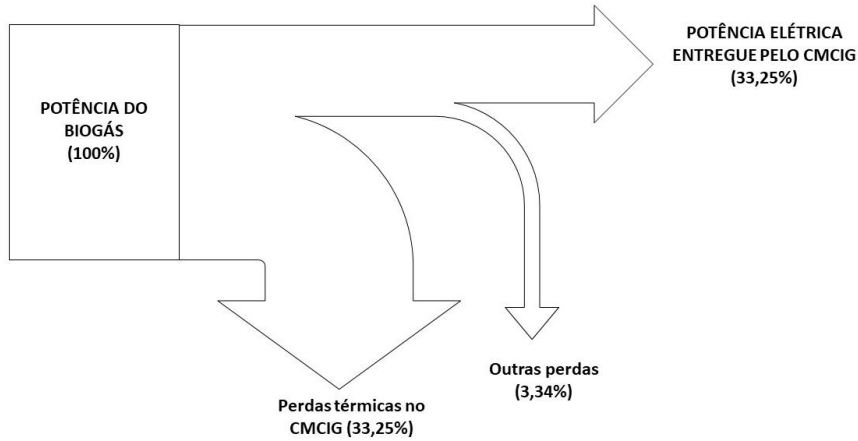 POTÊNCIA DO
BIOGÁS
(100%)
POTÊNCIA ELÉTRICA
ENTREGUE PELO CMCIG
(33,25%)
Outras perdas
(3,34%)
Perdas térmicas no
CMCIG (33,25%)